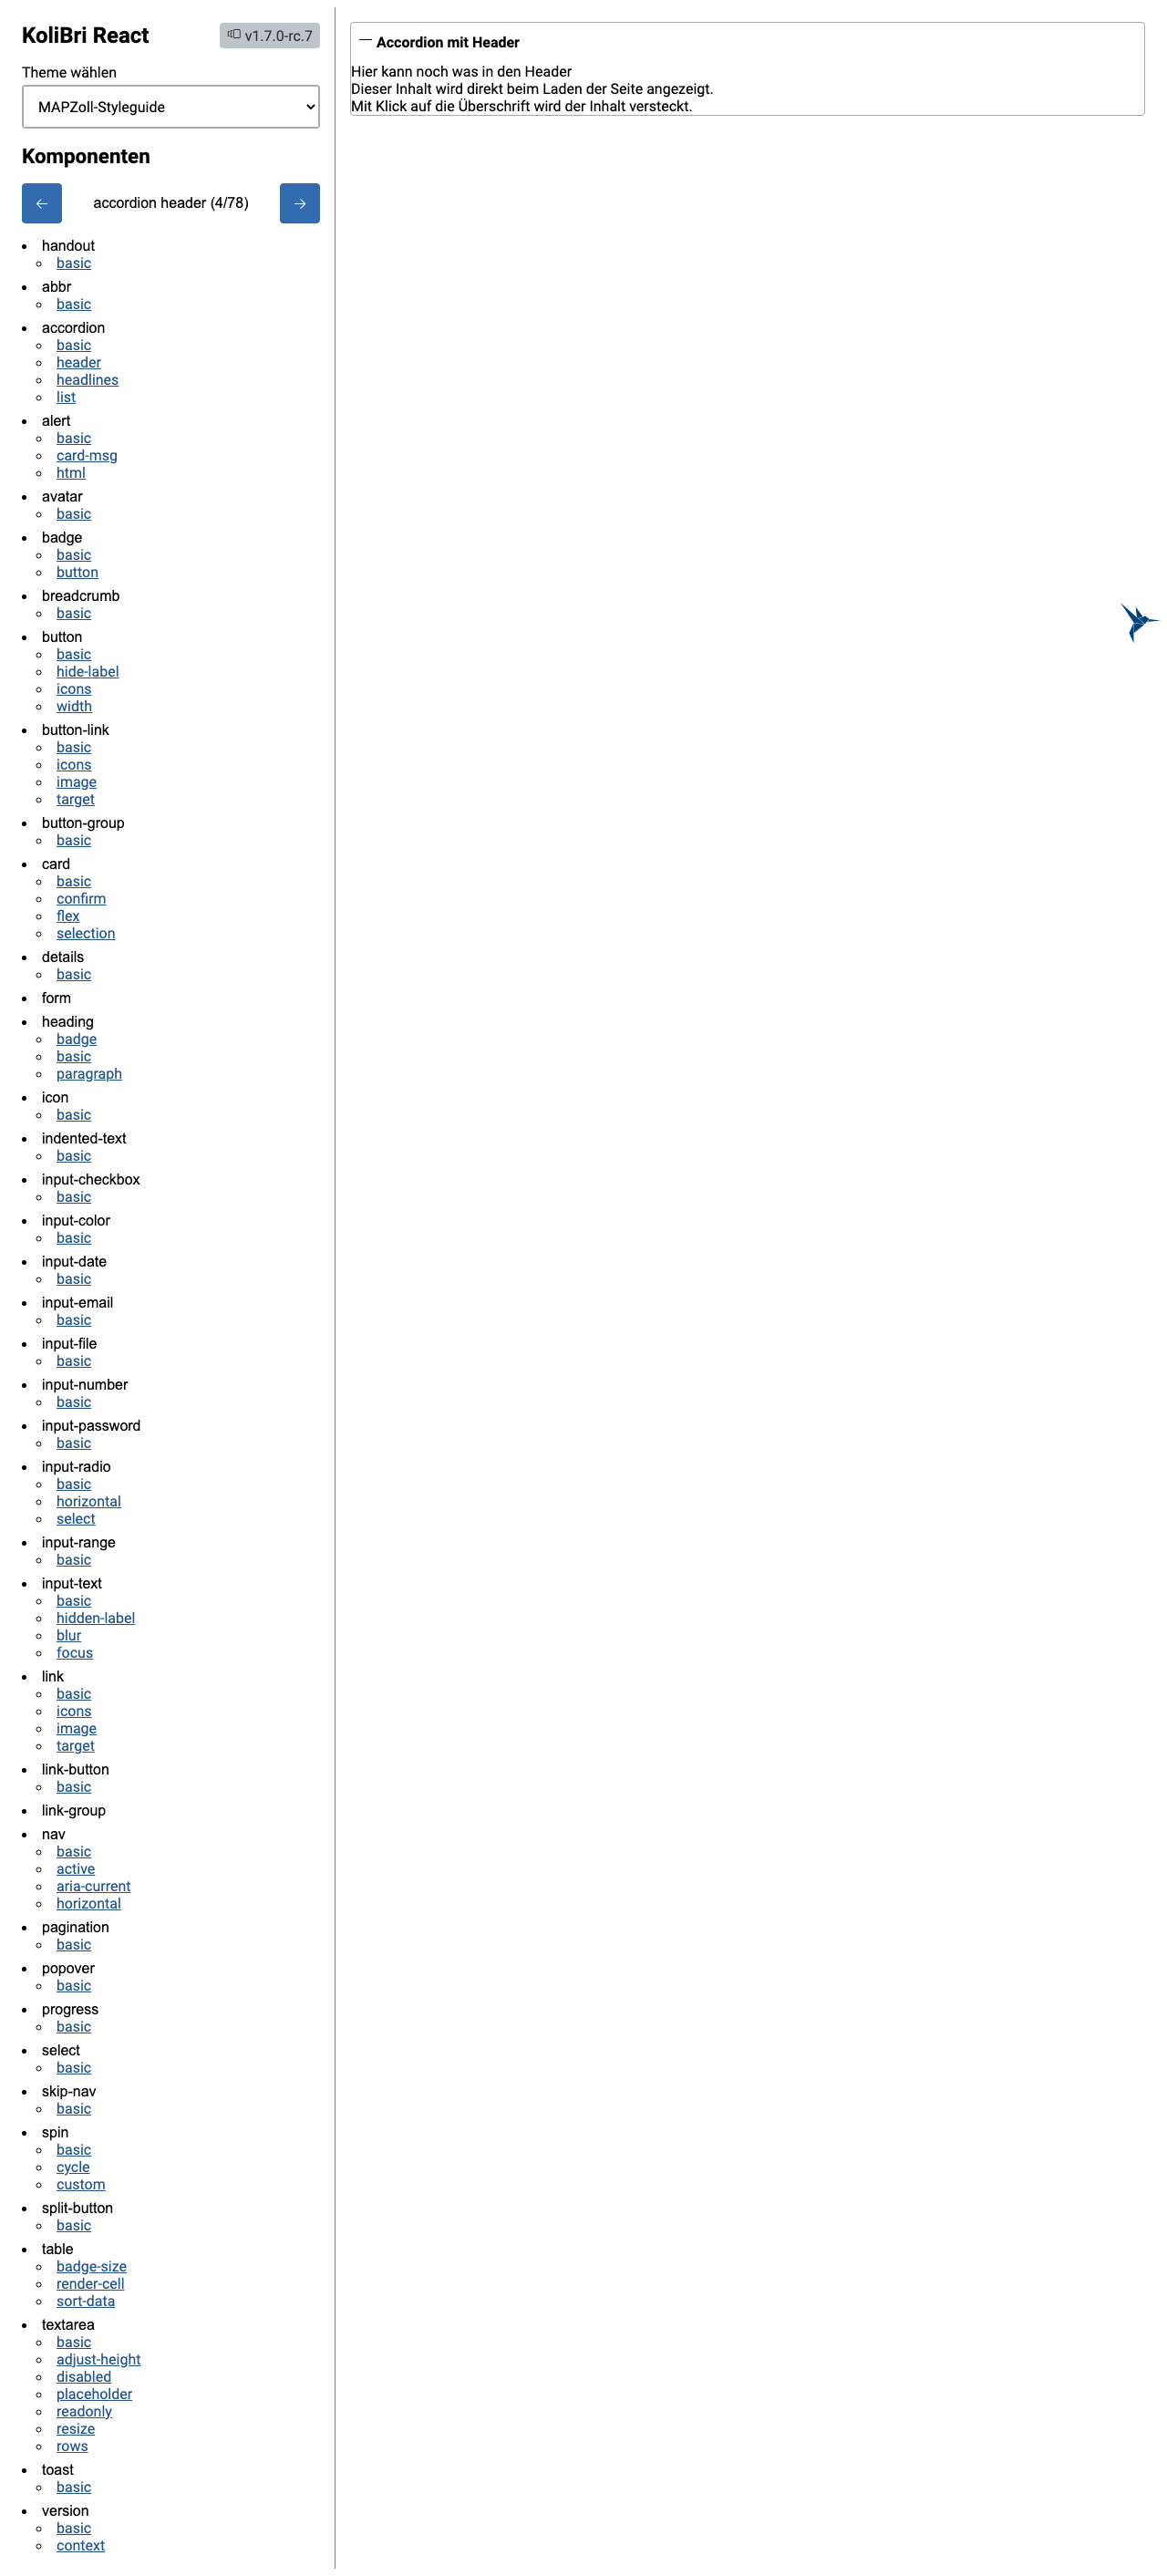 KoliBri React
v1.7.0-rc.7
Theme wählen
MAPZoll-Styleguide
Komponenten
accordion header (4/78)
handout
basic
abbr
basic
accordion
basic
header
headlines
list
alert
basic
card-msg
html
avatar
basic
badge
basic
button
breadcrumb
basic
button
basic
hide-label
icons
width
button-link
basic
icons
image
target
button-group
basic
card
basic
confirm
flex
selection
details
basic
form
heading
badge
basic
paragraph
icon
basic
indented-text
basic
input-checkbox
basic
input-color
basic
input-date
basic
input-email
basic
input-file
basic
input-number
basic
input-password
basic
input-radio
basic
horizontal
select
input-range
basic
input-text
basic
hidden-label
blur
focus
link
basic
icons
image
target
link-button
basic
link-group
nav
basic
active
aria-current
horizontal
pagination
basic
popover
basic
progress
basic
select
basic
skip-nav
basic
spin
basic
cycle
custom
split-button
basic
table
badge-size
render-cell
sort-data
textarea
basic
adjust-height
disabled
placeholder
readonly
resize
rows
toast
basic
version
basic
context
Accordion mit Header
Hier kann noch was in den Header
Dieser Inhalt wird direkt beim Laden der Seite angezeigt.
Mit Klick auf die Überschrift wird der Inhalt versteckt.